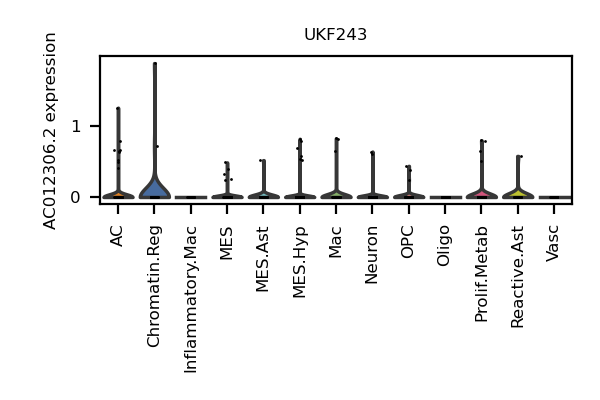 UKF243
AC012306.2 expression
1
0
AC
Chromatin.Reg
Inflammatory.Mac
MES
MES.Ast
MES.Hyp
Mac
Neuron
OPC
Oligo
Prolif.Metab
Reactive.Ast
Vasc